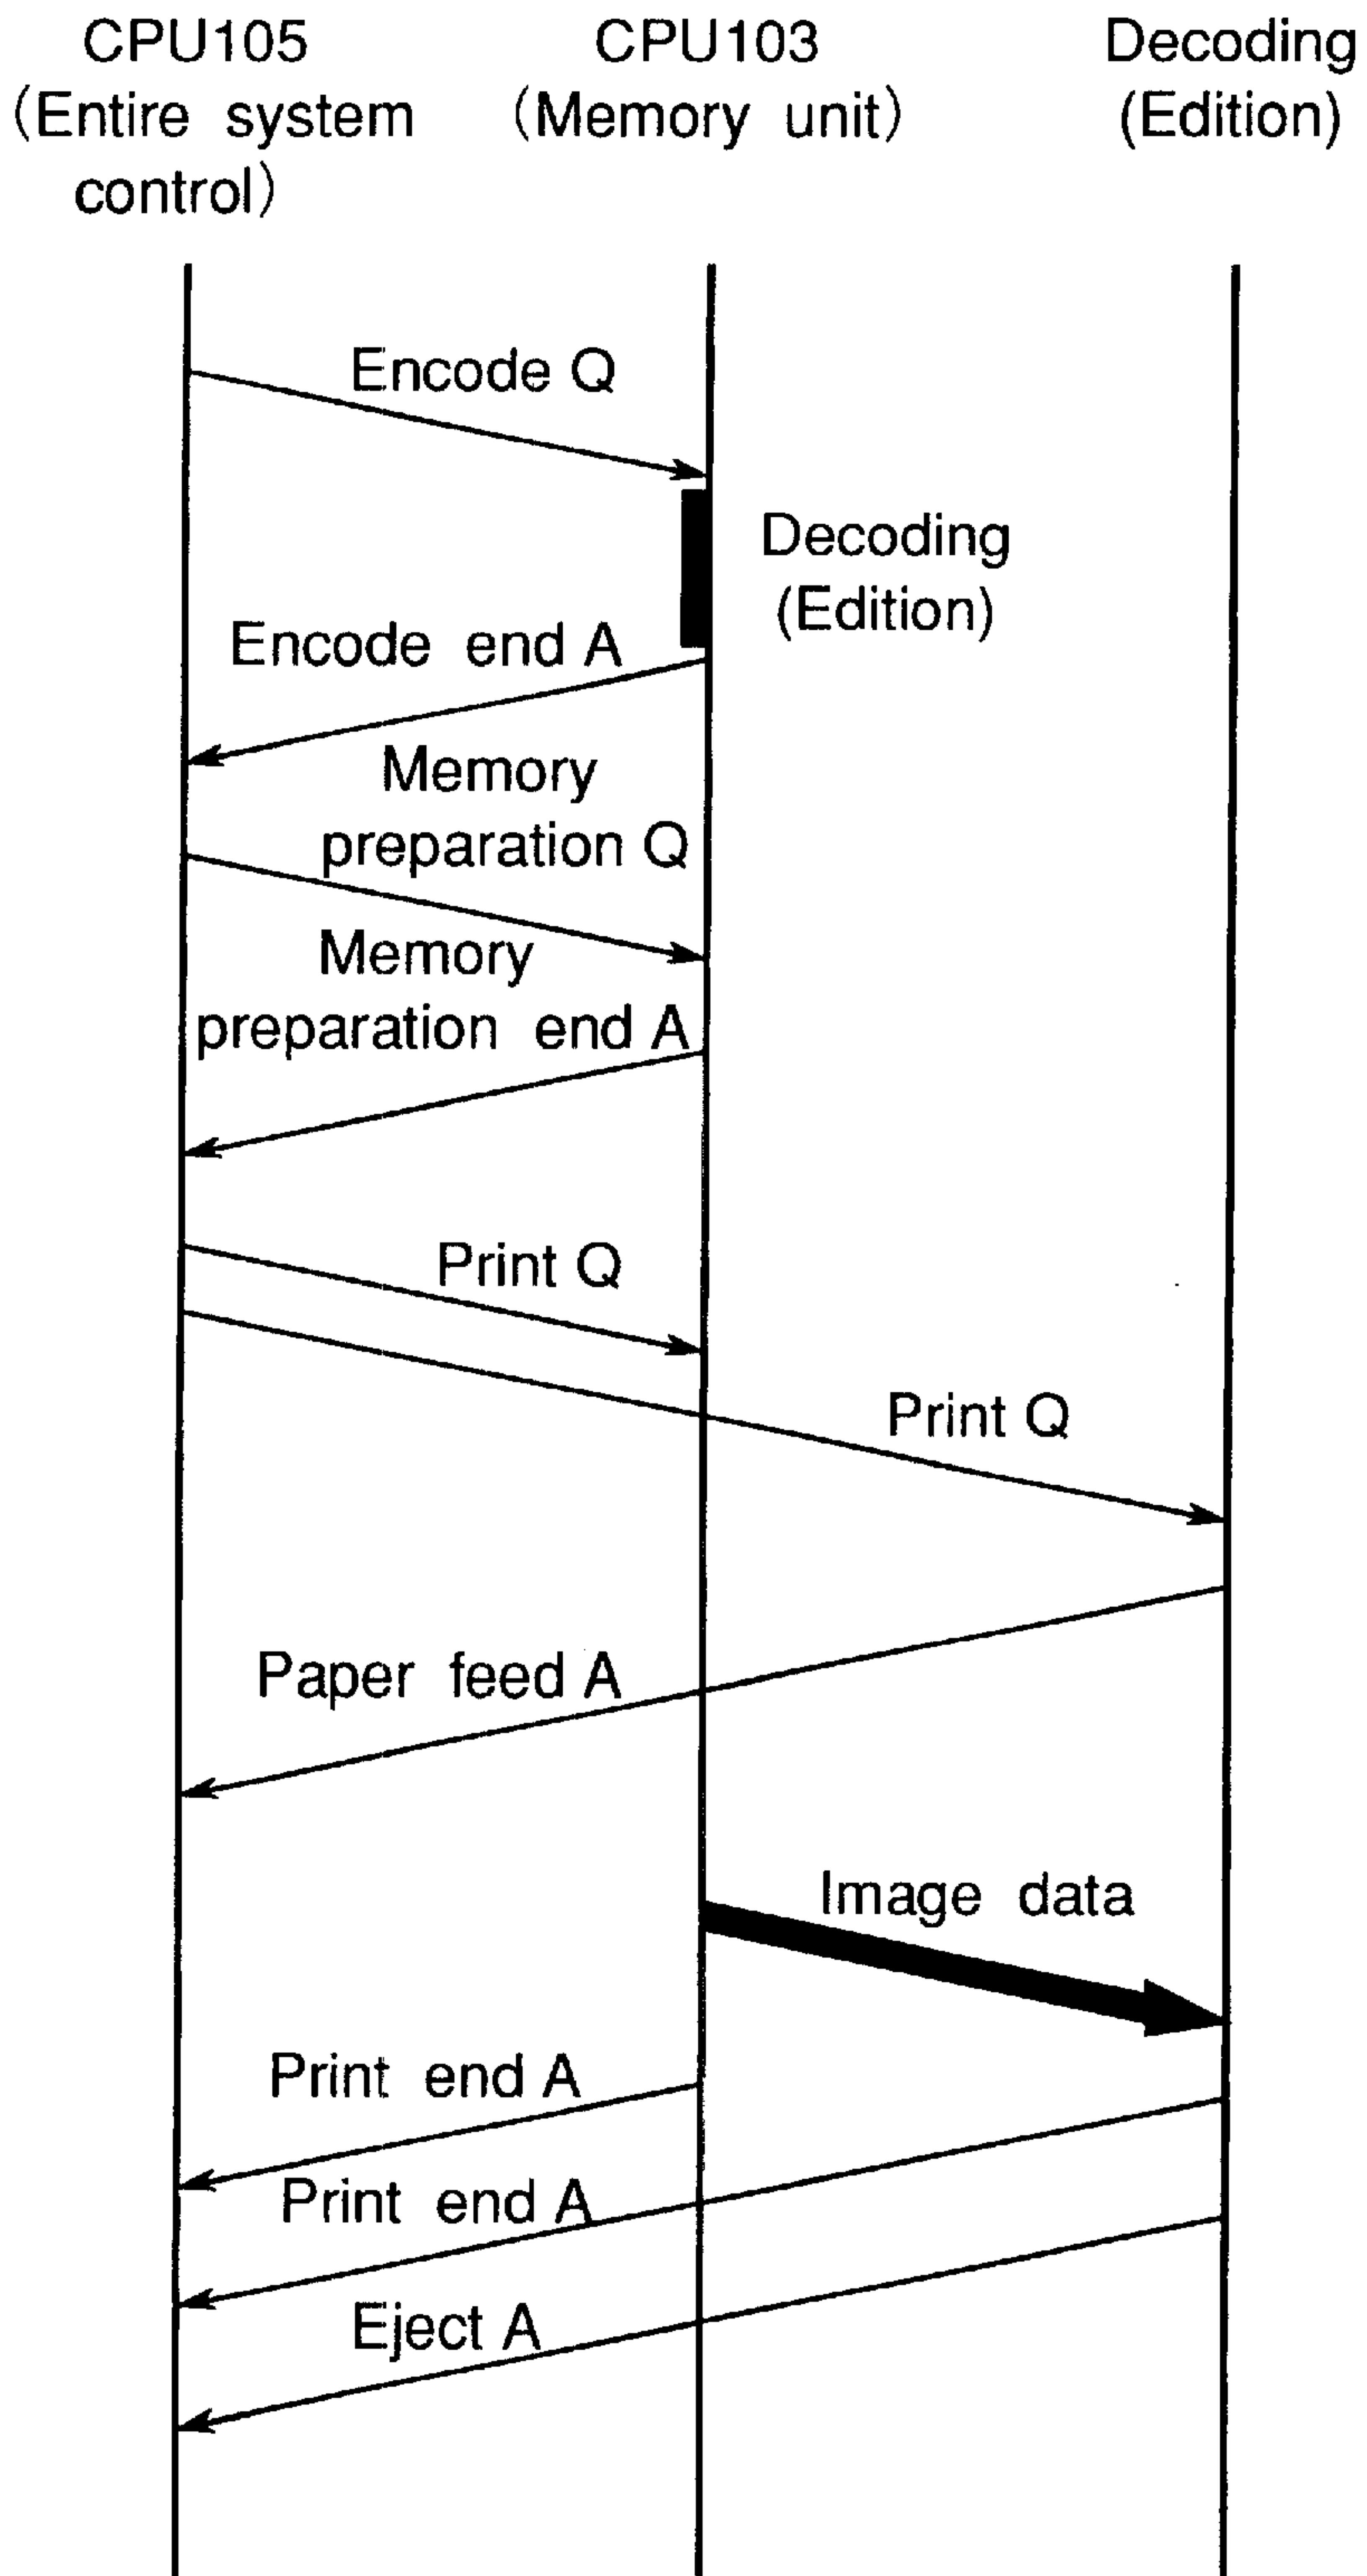 CPU105
(Entire system
control)
CPU103
(Memory unit)
Decoding
(Edition)
Encode Q
Decoding
(Edition)
Encode end A
Memory
preparation Q
Memory
preparation end A
Print Q
Print Q
Paper feed A
Image data
Print end A
Print end A
Eject A